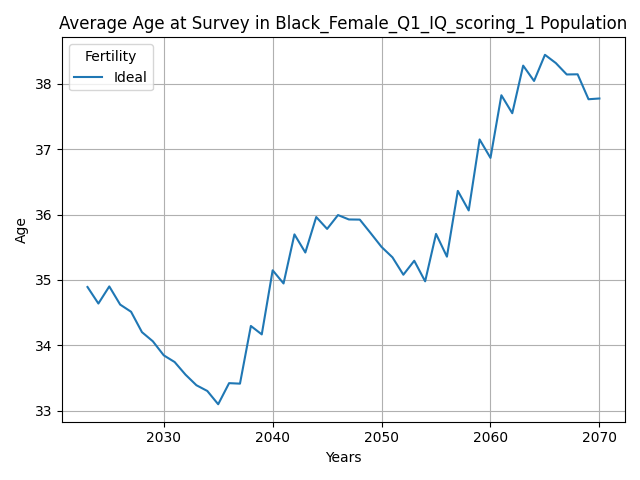 Average Age at Survey in Black_Female_Q1_IQ_scoring_1 Population
Fertility
Ideal
38
37
36
35
34
33
Age
2030
2040
2050
2060
2070
Years